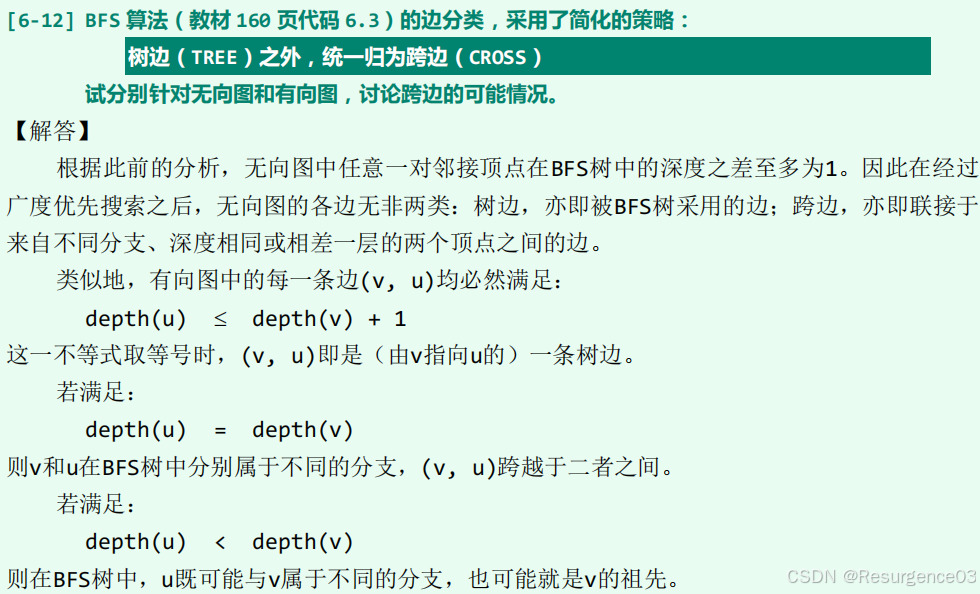 [6-12] BFS 算法（教材 160 页代码 6.3）的边分类，采用了简化的策略：
树边（TREE）之外，统一归为跨边（CROSS）
试分别针对无向图和有向图，讨论跨边的可能情况。
【解答】
根据此前的分析，无向图中任意一对邻接顶点在BFS树中的深度之差至多为1。因此在经过
广度优先搜索之后，无向图的各边无非两类：树边，亦即被BFS树采用的边；跨边，亦即联接于
来自不同分支、深度相同或相差一层的两个顶点之间的边。
类似地，有向图中的每一条边(v, u)均必然满足：
depth(u) ≤ depth(v) + 1
这一不等式取等号时，(v, u)即是（由v指向u的）一条树边。
若满足：
depth(u) = depth(v)
则v和u在BFS树中分别属于不同的分支，(v, u)跨越于二者之间。
若满足：
depth(u) < depth(v)
则在BFS树中，u既可能与v属于不同的分支，也可能就是v的祖先。
CSDN @Resurgence03